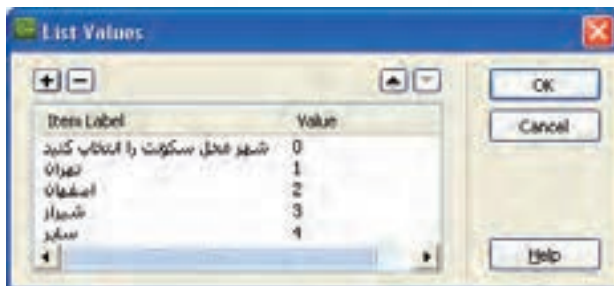 List Values
+ −
OK
Item Label Value
Cancel
شهر محل سکونت را انتخاب کنید 0
تهران 1
اصفهان 2
شیراز 3
سایر 4
Help